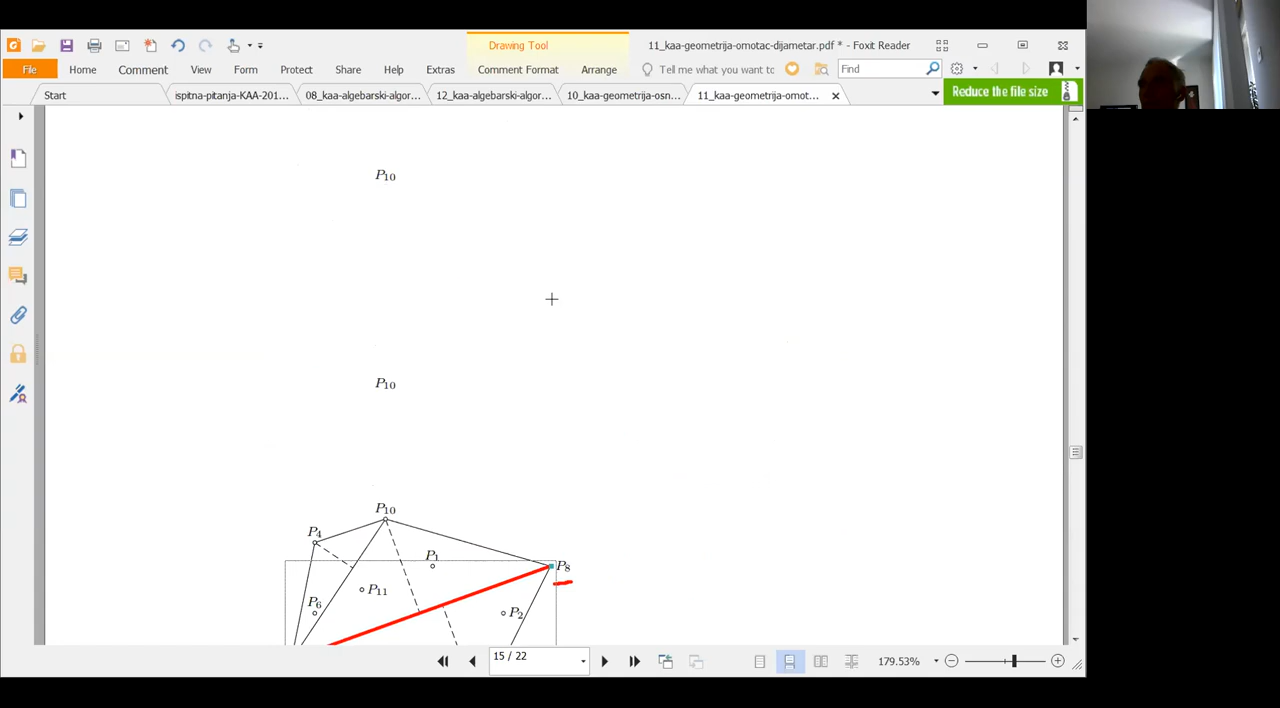 Drawing Tool
11_kaa-geometrija-omotac-dijametar.pdf * - Foxit Reader
File Home Comment View Form Protect Share Help Extras Comment Format Arrange Tell me what you want to Find
Start ispitna-pitanja-KAA-201... 08_kaa-algebarski-algor... 12_kaa-algebarski-algor... 10_kaa-geometrija-osn... 11_kaa-geometrija-omot... Reduce the file size
P10
P10
P10
P4
P1
P8
P11
P6
P2
15 / 22 179.53%